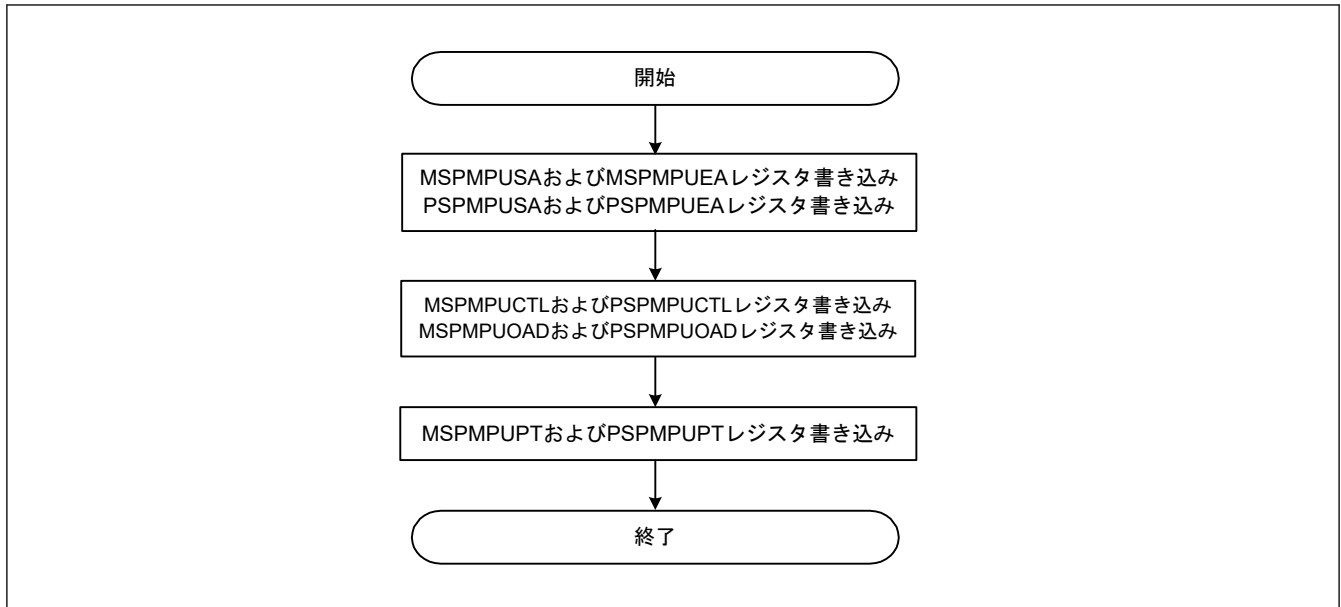 開始
MSPMPUSAおよびMSPMPUEAレジスタ書き込み
PSPMPUSAおよびPSPMPUEAレジスタ書き込み
MSPMPUCTLおよびPSPMPUCTLレジスタ書き込み
MSPMPUOADおよびPSPMPUOADレジスタ書き込み
MSPMPUPTおよびPSPMPUPTレジスタ書き込み
終了